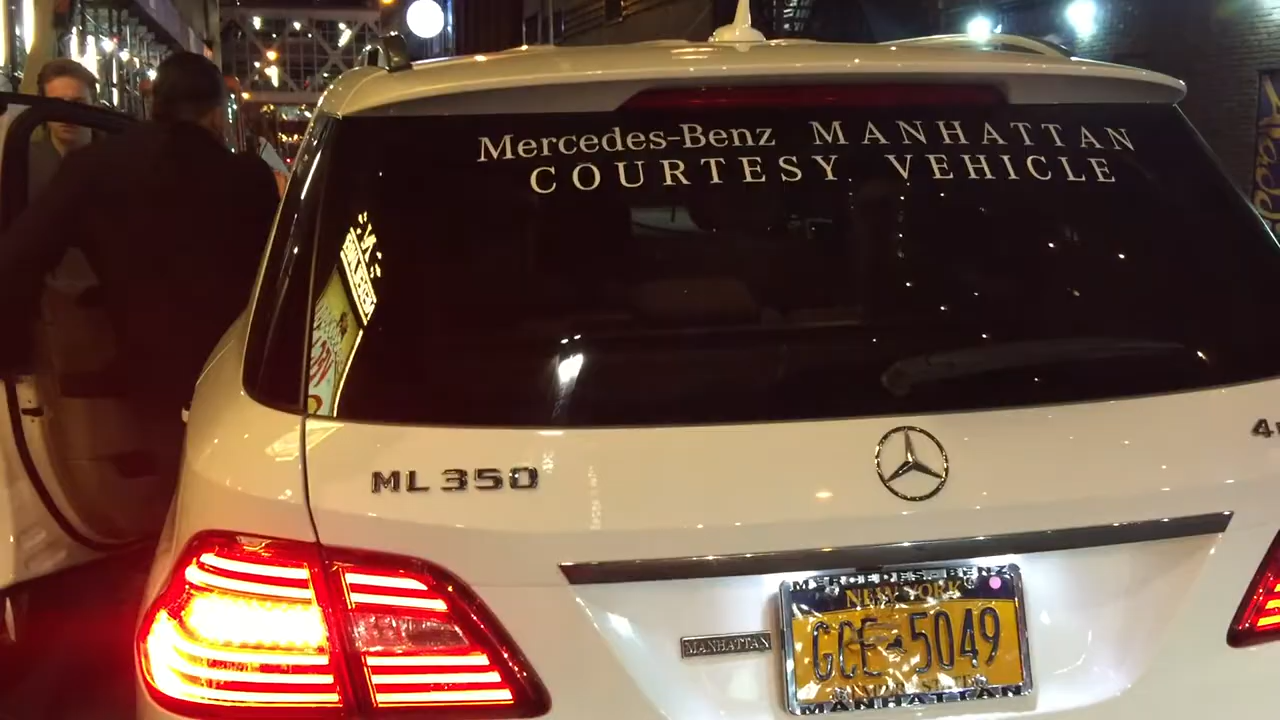 Mercedes-Benz MANHATTAN
COURTESY VEHICLE
ML 350
MERCEDES-BENZ
NEW YORK
GCE 5049
MANHATTAN
MANHATTAN